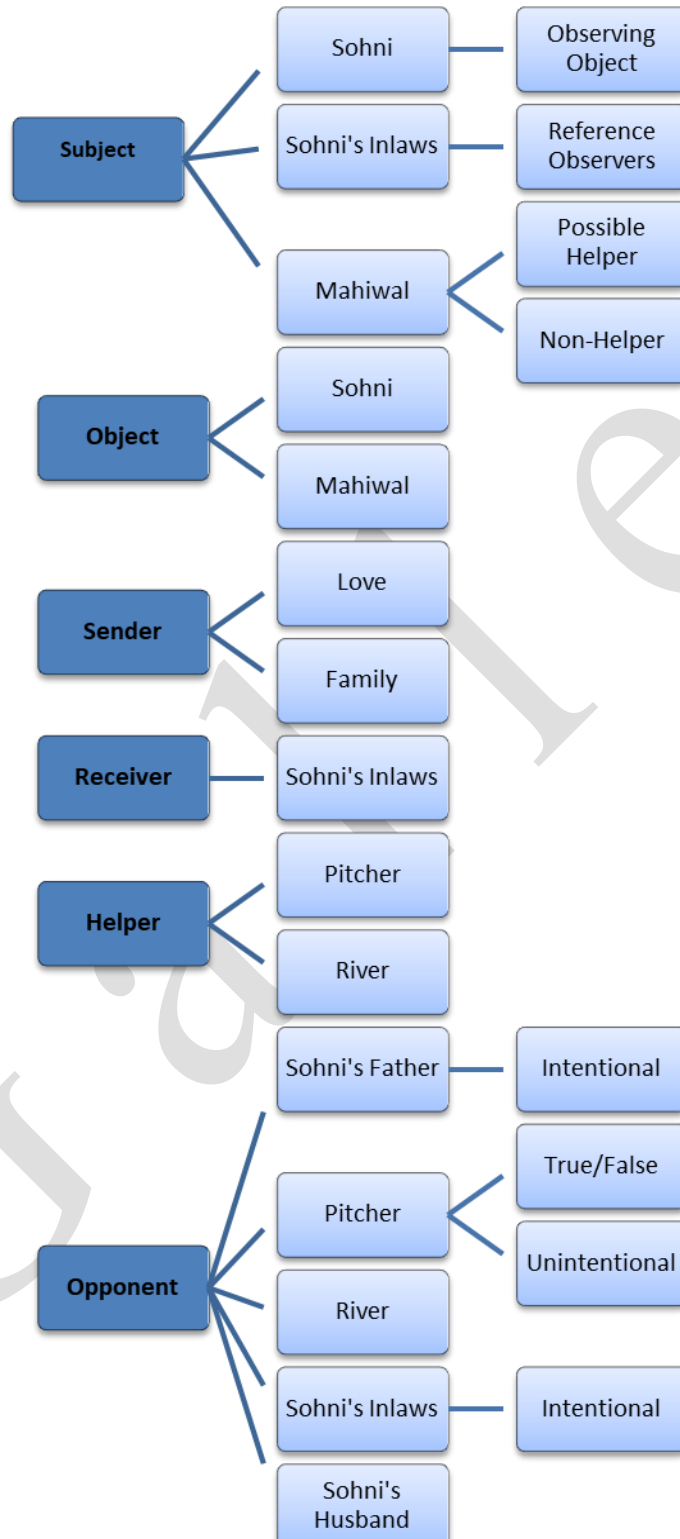 Subject
Sohni
Observing
Object
Sohni's Inlaws
Reference
Observers
Mahiwal
Possible
Helper
Non-Helper
Object
Sohni
Mahiwal
Sender
Love
Family
Receiver
Sohni's Inlaws
Helper
Pitcher
River
Opponent
Sohni's Father
Intentional
Pitcher
True/False
Unintentional
River
Sohni's Inlaws
Intentional
Sohni's
Husband